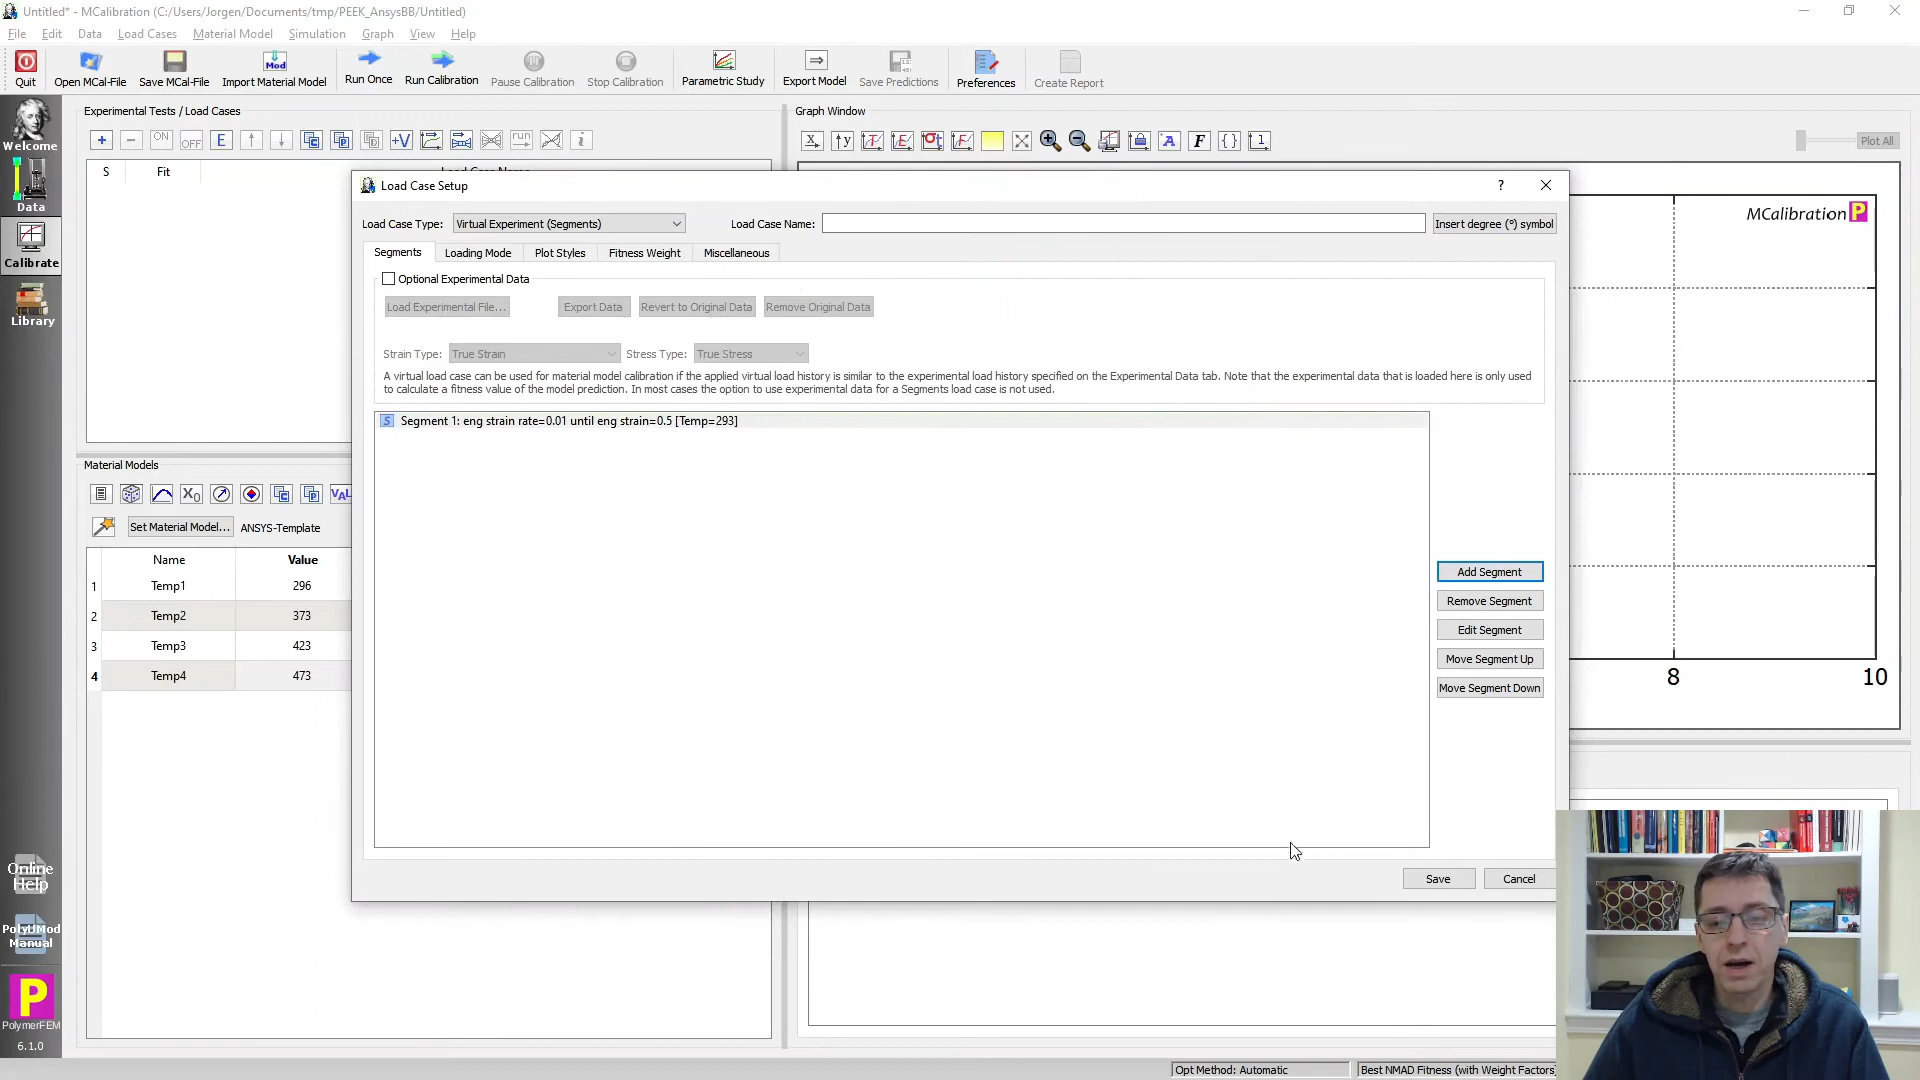 Untitled* - MCalibration (C:/Users/Jorgen/Documents/tmp/PEEK_AnsysBB/Untitled)
File Edit Data Load Cases Material Model Simulation Graph View Help
Quit Open MCal-File Save MCal-File Import Material Model Run Once Run Calibration Pause Calibration Stop Calibration Parametric Study Export Model Save Predictions Preferences Create Report
Mod
Welcome
Data
Calibrate
Library
Online Help
PolyUMod Manual
P
PolymerFEM
6.1.0
Experimental Tests / Load Cases
ON OFF E +V run i
S Fit Load Case Name
Graph Window
Plot All
MCalibration P
8 10
Load Case Setup
? 
Load Case Type: Virtual Experiment (Segments) Load Case Name: Insert degree (°) symbol
Segments Loading Mode Plot Styles Fitness Weight Miscellaneous
Optional Experimental Data
Load Experimental File... Export Data Revert to Original Data Remove Original Data
Strain Type: True Strain Stress Type: True Stress
A virtual load case can be used for material model calibration if the applied virtual load history is similar to the experimental load history specified on the Experimental Data tab. Note that the experimental data that is loaded here is only used
to calculate a fitness value of the model prediction. In most cases the option to use experimental data for a Segments load case is not used.
S Segment 1: eng strain rate=0.01 until eng strain=0.5 [Temp=293]
Add Segment
Remove Segment
Edit Segment
Move Segment Up
Move Segment Down
Save Cancel
Material Models
X0 VAL
Set Material Model... ANSYS-Template
Name Value
1 Temp1 296
2 Temp2 373
3 Temp3 423
4 Temp4 473
Opt Method: Automatic Best NMAD Fitness (with Weight Factors)